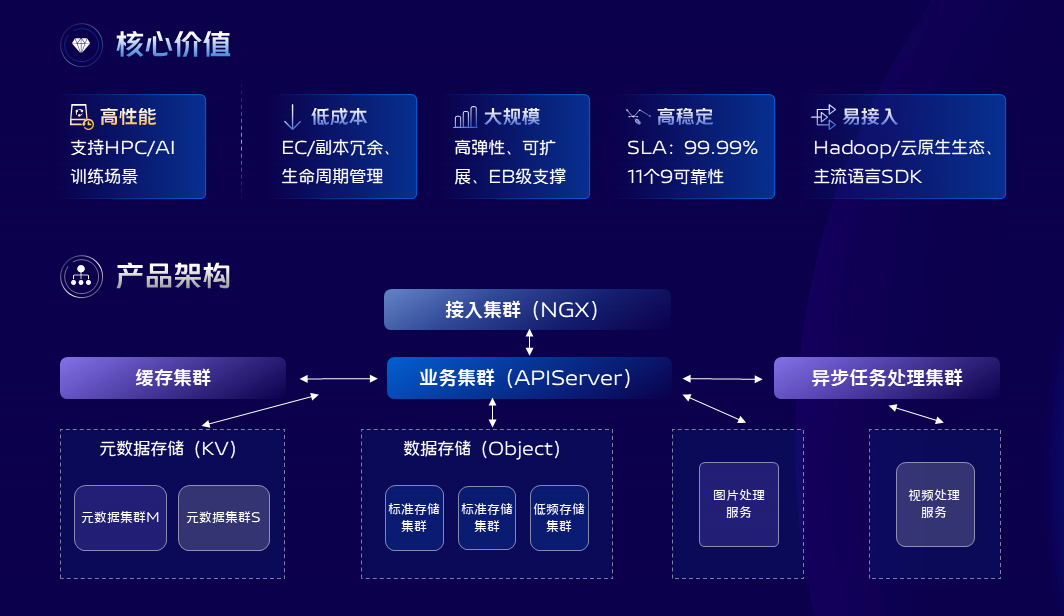 核心价值
高性能
支持HPC/AI
训练场景
低成本
EC/副本冗余、
生命周期管理
大规模
高弹性、可扩
展、EB级支撑
高稳定
SLA：99.99%
11个9可靠性
易接入
Hadoop/云原生生态、
主流语言SDK
产品架构
接入集群（NGX）
缓存集群
业务集群（APIServer）
异步任务处理集群
元数据存储（KV）
元数据集群M
元数据集群S
数据存储（Object）
标准存储
集群
标准存储
集群
低频存储
集群
图片处理
服务
视频处理
服务